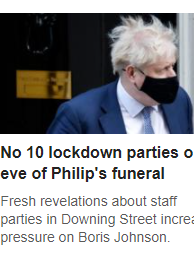 No 10 lockdown parties o
eve of Philip's funeral
Fresh revelations about staff
parties in Downing Street increa
pressure on Boris Johnson.